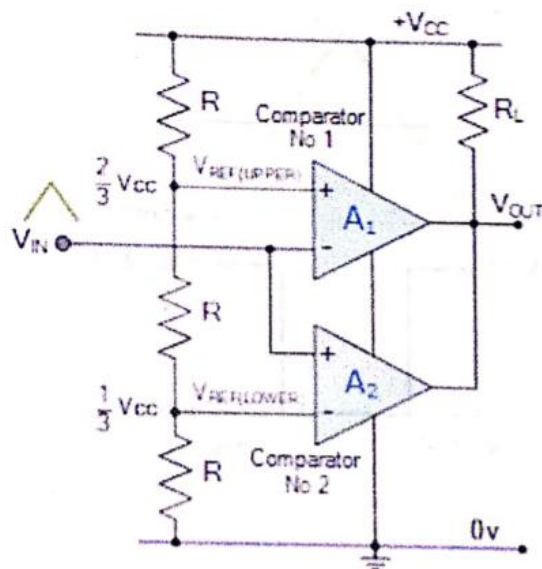 +Vcc
R
Comparator
No 1
RL
2/3 Vcc
VREF(UPPER)
+
A1
VOUT
VIN
-
R
+
A2
1/3 Vcc
VREF(LOWER)
-
R
Comparator
No 2
0v